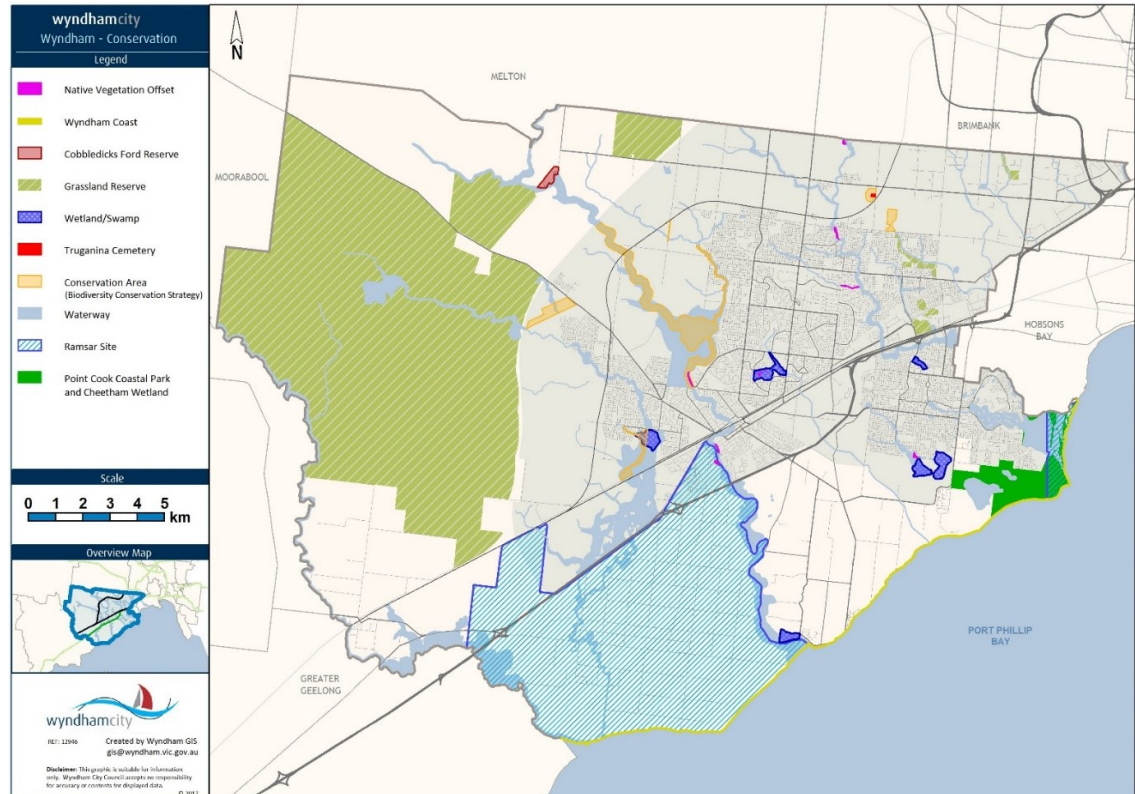 wyndhamcity
Wyndham - Conservation
Legend
Native Vegetation Offset
Wyndham Coast
Cobbledicks Ford Reserve
Grassland Reserve
Wetland/Swamp
Truganina Cemetery
Conservation Area
(Biodiversity Conservation Strategy)
Waterway
Ramsar Site
Point Cook Coastal Park
and Cheetham Wetland
Scale
0 1 2 3 4 5
km
Overview Map
wyndhamcity
REF: 12946
Created by Wyndham GIS
gis@wyndham.vic.gov.au
Disclaimer: This graphic is suitable for information
only. Wyndham City Council accepts no responsibility
for accuracy or contents for displayed data.
N
MELTON
BRIMBANK
MOORABOOL
HOBSONS
BAY
PORT PHILLIP
BAY
GREATER
GEELONG